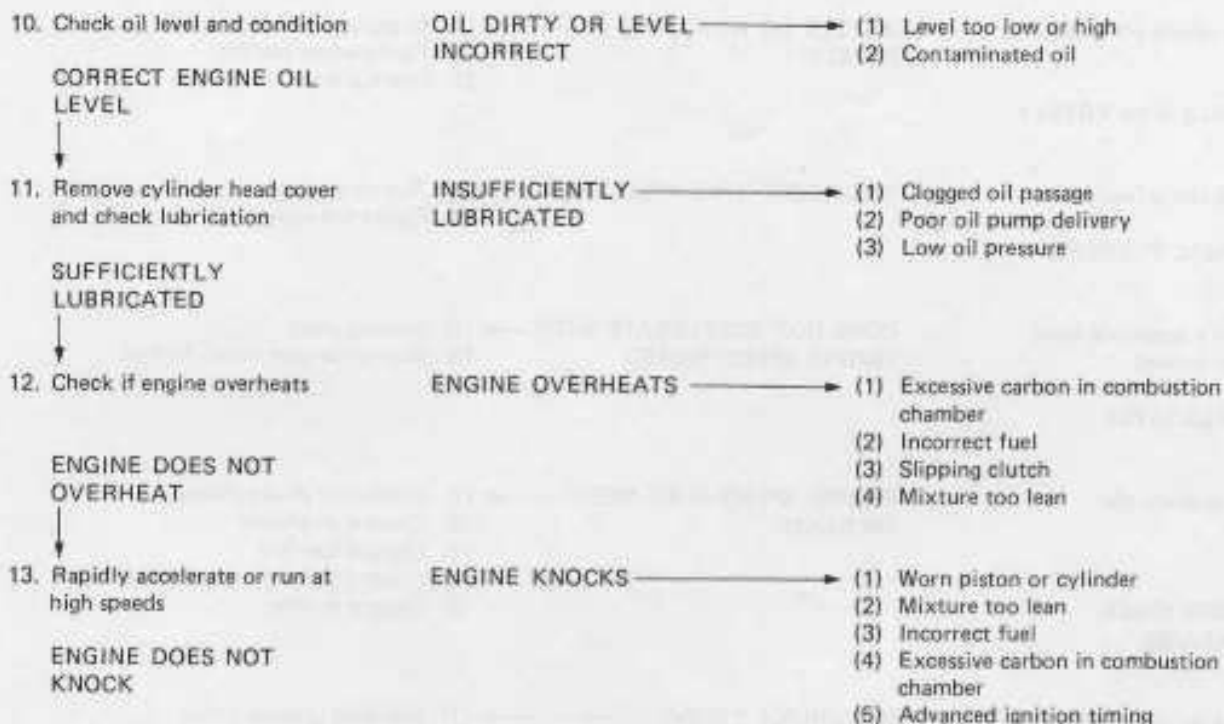 10. Check oil level and condition
OIL DIRTY OR LEVEL
INCORRECT
(1) Level too low or high
(2) Contaminated oil
CORRECT ENGINE OIL
LEVEL
11. Remove cylinder head cover
and check lubrication
INSUFFICIENTLY
LUBRICATED
(1) Clogged oil passage
(2) Poor oil pump delivery
(3) Low oil pressure
SUFFICIENTLY
LUBRICATED
12. Check if engine overheats
ENGINE OVERHEATS
(1) Excessive carbon in combustion
chamber
(2) Incorrect fuel
(3) Slipping clutch
(4) Mixture too lean
ENGINE DOES NOT
OVERHEAT
13. Rapidly accelerate or run at
high speeds
ENGINE KNOCKS
(1) Worn piston or cylinder
(2) Mixture too lean
(3) Incorrect fuel
(4) Excessive carbon in combustion
chamber
(5) Advanced ignition timing
ENGINE DOES NOT
KNOCK